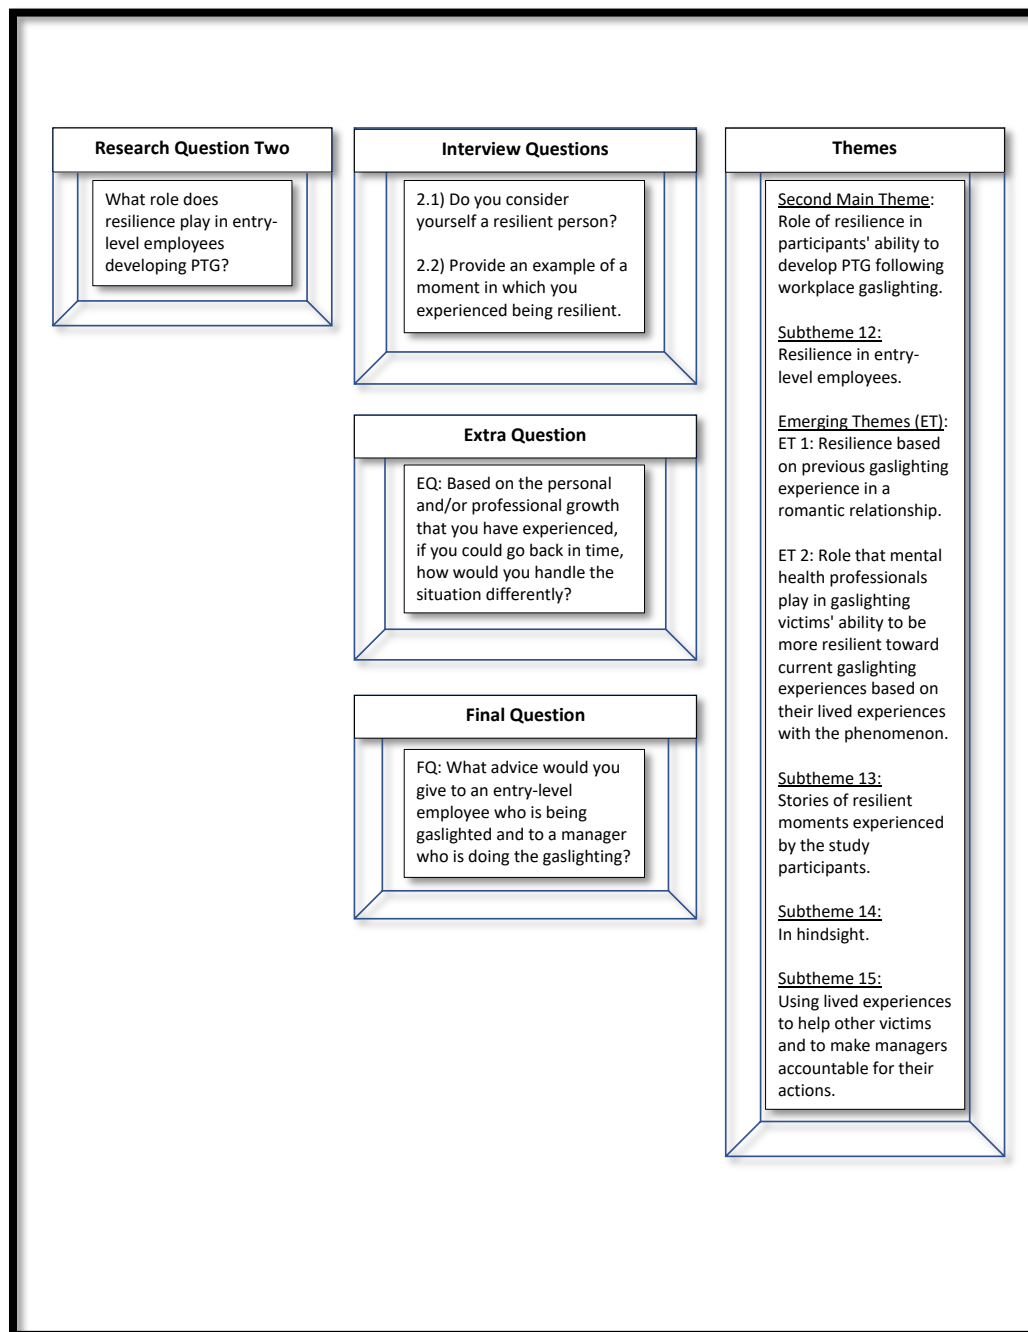 Research Question Two
What role does
resilience play in entry-
level employees
developing PTG?
Interview Questions
2.1) Do you consider
yourself a resilient person?
2.2) Provide an example of a
moment in which you
experienced being resilient.
Extra Question
EQ: Based on the personal
and/or professional growth
that you have experienced,
if you could go back in time,
how would you handle the
situation differently?
Final Question
FQ: What advice would you
give to an entry-level
employee who is being
gaslighted and to a manager
who is doing the gaslighting?
Themes
Second Main Theme:
Role of resilience in
participants' ability to
develop PTG following
workplace gaslighting.
Subtheme 12:
Resilience in entry-
level employees.
Emerging Themes (ET):
ET 1: Resilience based
on previous gaslighting
experience in a
romantic relationship.
ET 2: Role that mental
health professionals
play in gaslighting
victims' ability to be
more resilient toward
current gaslighting
experiences based on
their lived experiences
with the phenomenon.
Subtheme 13:
Stories of resilient
moments experienced
by the study
participants.
Subtheme 14:
In hindsight.
Subtheme 15:
Using lived experiences
to help other victims
and to make managers
accountable for their
actions.